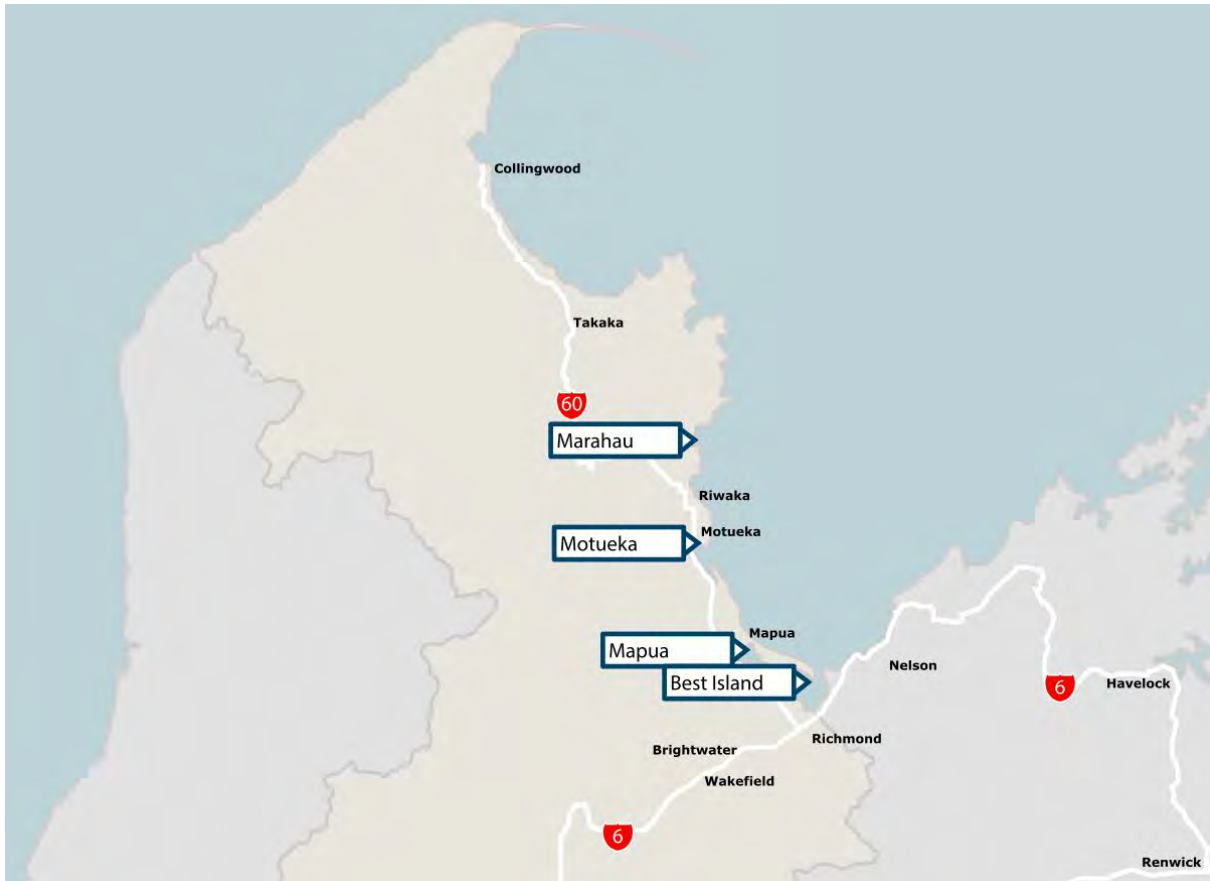 Collingwood
Takaka
60
Marahau
Riwaka
Motueka
Motueka
Mapua
Mapua
Nelson
Best Island
6
Havelock
Richmond
Brightwater
Wakefield
6
Renwick